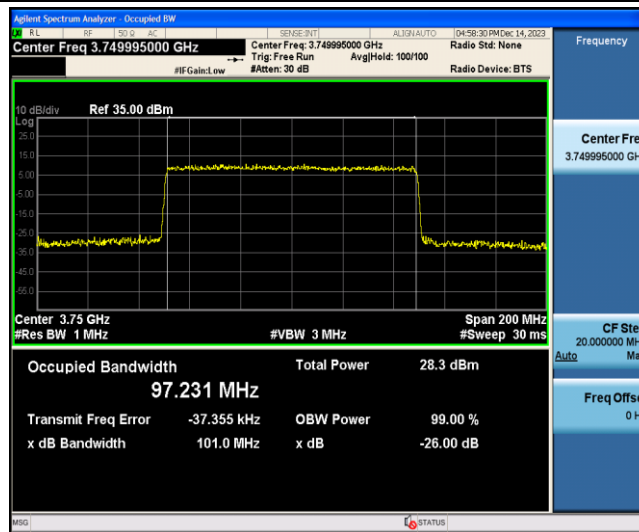 Agilent Spectrum Analyzer - Occupied BW
RL RF 50 Ω AC SENSE:INT ALIGN AUTO 04:58:30 PM Dec 14, 2023
Center Freq 3.749995000 GHz Center Freq: 3.749995000 GHz Radio Std: None
Trig: Free Run Avg|Hold: 100/100
#IFGain:Low #Atten: 30 dB Radio Device: BTS
10 dB/div Ref 35.00 dBm
Log
25.0
15.0
5.00
-5.00
-15.0
-25.0
-35.0
-45.0
-55.0
Center 3.75 GHz Span 200 MHz
#Res BW 1 MHz #VBW 3 MHz #Sweep 30 ms
Occupied Bandwidth Total Power 28.3 dBm
97.231 MHz
Transmit Freq Error -37.355 kHz OBW Power 99.00 %
x dB Bandwidth 101.0 MHz x dB -26.00 dB
MSG STATUS
Frequency
Center Fre
3.749995000 GH
CF Ste
20.000000 MH
Auto Ma
Freq Offse
0 H